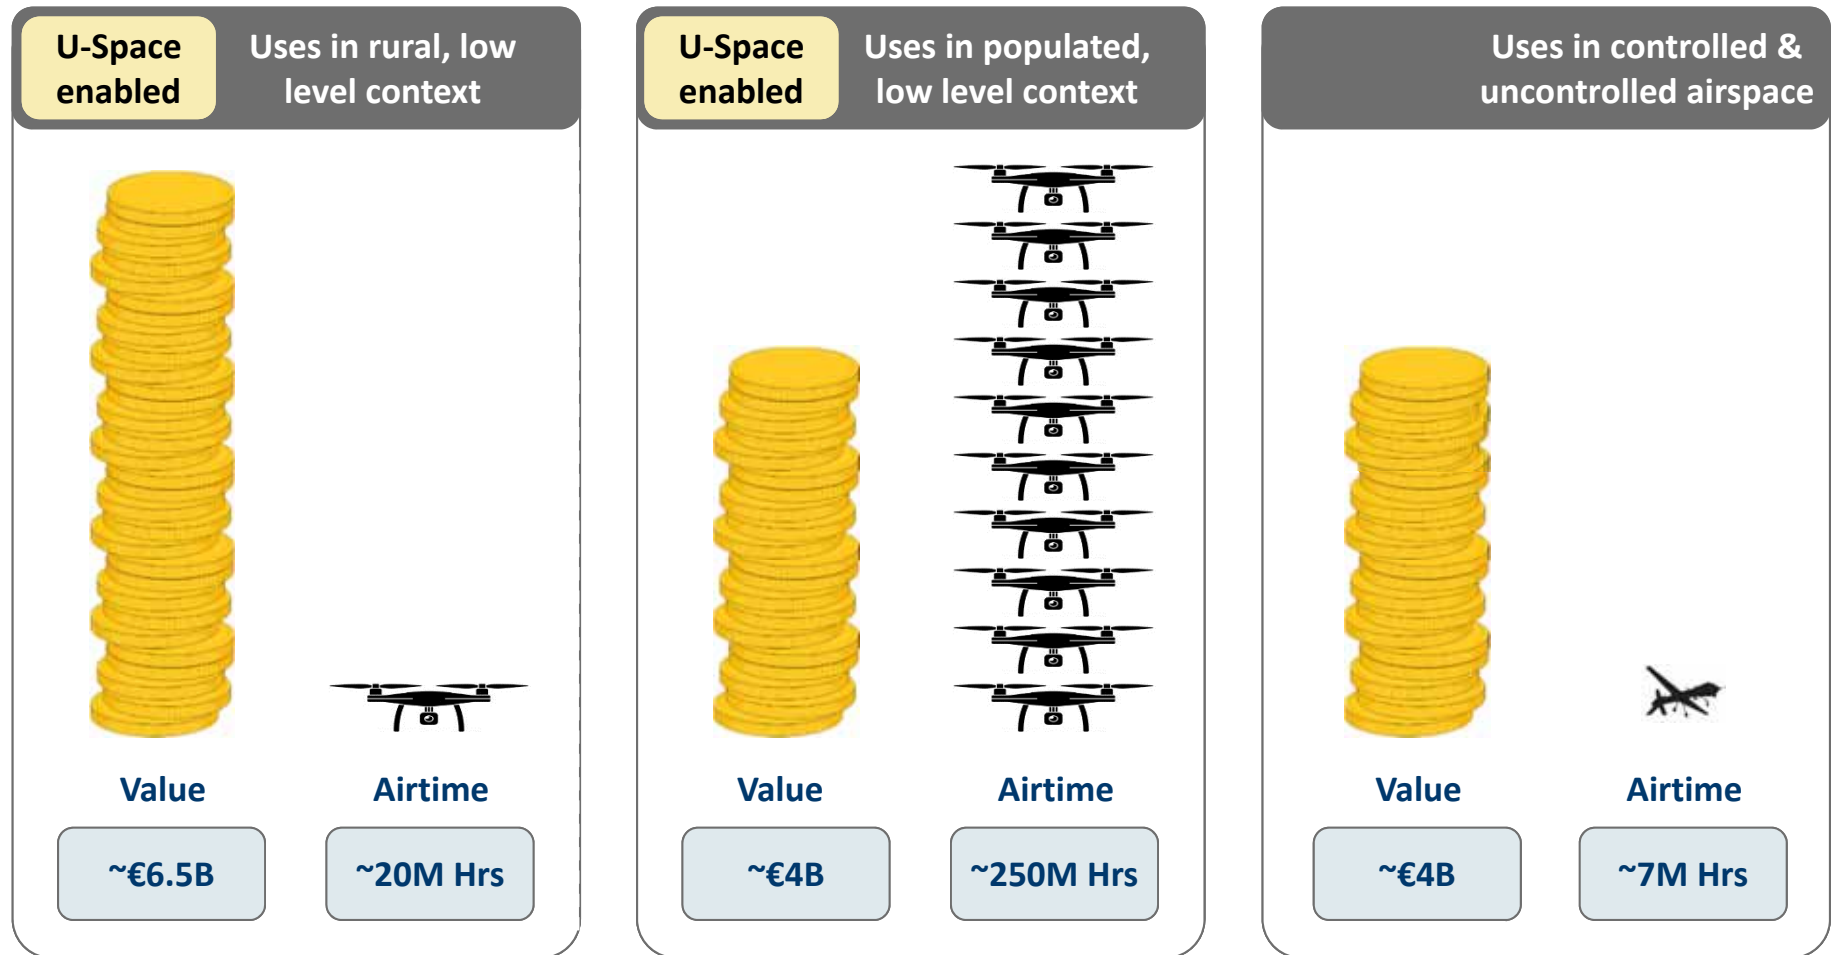 U-Space
enabled
Uses in rural, low
level context
Value
Airtime
~€6.5B
~20M Hrs
U-Space
enabled
Uses in populated,
low level context
Value
Airtime
~€4B
~250M Hrs
Uses in controlled &
uncontrolled airspace
Value
Airtime
~€4B
~7M Hrs